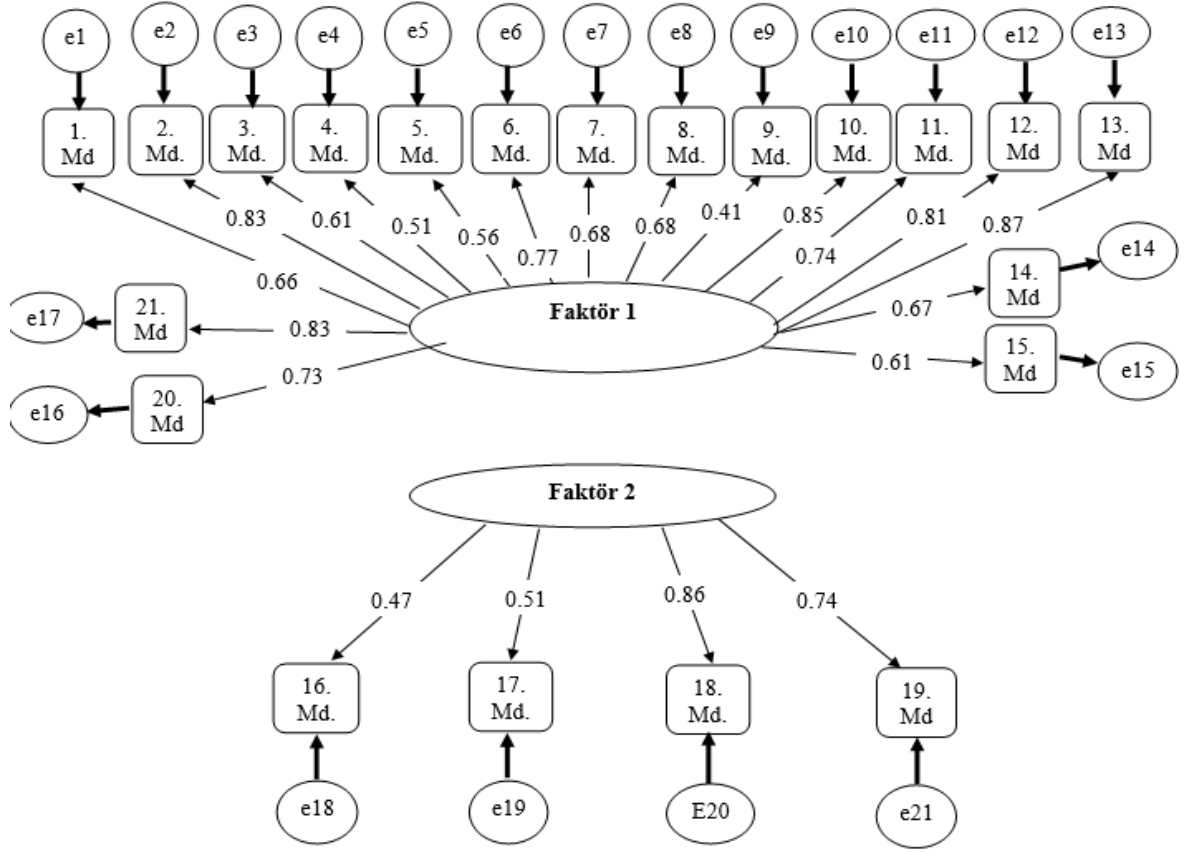 e1
e2
e3
e4
e5
e6
e7
e8
e9
e10
e11
e12
e13
1.
Md
2.
Md.
3.
Md.
4.
Md.
5.
Md.
6.
Md.
7.
Md.
8.
Md.
9.
Md.
10.
Md.
11.
Md.
12.
Md
13.
Md
0.66
0.83
0.61
0.51
0.56
0.77
0.68
0.68
0.41
0.85
0.74
0.81
0.87
Faktör 1
14.
Md
e14
0.67
15.
Md
e15
0.61
e17
21.
Md
0.83
e16
20.
Md
0.73
Faktör 2
0.47
0.51
0.86
0.74
16.
Md.
17.
Md.
18.
Md.
19.
Md
e18
e19
E20
e21